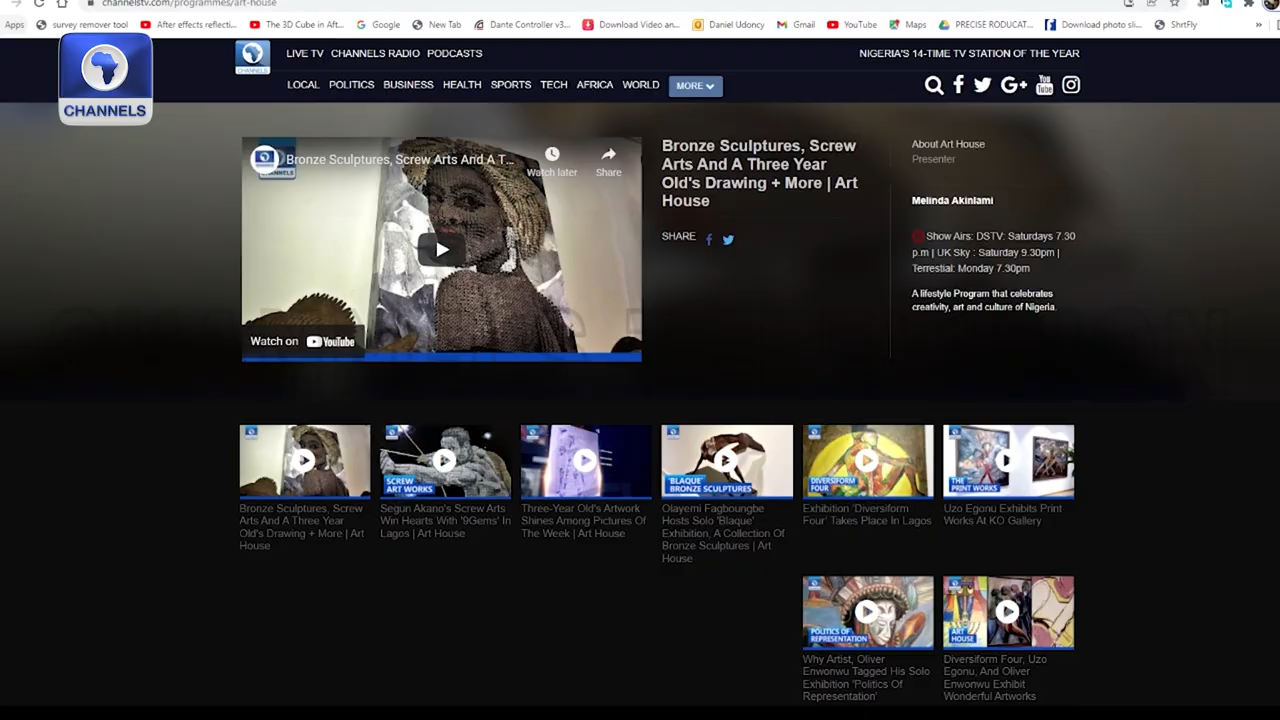 channelstv.com/programmes/art-house
Apps
survey remover tool
After effects reflecti...
The 3D Cube in Aft...
Google
New Tab
Dante Controller v3...
Download Video an...
Daniel Udoncy
Gmail
YouTube
Maps
PRECISE RODUCAT...
Download photo sli...
ShrtFly
»
CHANNELS
CHANNELS
LIVE TV CHANNELS RADIO PODCASTS
NIGERIA'S 14-TIME TV STATION OF THE YEAR
LOCAL POLITICS BUSINESS HEALTH SPORTS TECH AFRICA WORLD MORE
G+
You Tube
Bronze Sculptures, Screw Arts And A T...
Watch later
Share
Watch on YouTube
Bronze Sculptures, Screw
Arts And A Three Year
Old's Drawing + More | Art
House
SHARE
About Art House
Presenter
Melinda Akinlami
Show Airs: DSTV: Saturdays 7.30
p.m | UK Sky : Saturday 9.30pm |
Terrestial: Monday 7.30pm
A lifestyle Program that celebrates
creativity, art and culture of Nigeria.
SCREW
ART WORKS
'BLAQUE'
BRONZE SCULPTURES
DIVERSIFORM
FOUR
THE
PRINT WORKS
Bronze Sculptures, Screw
Arts And A Three Year
Old's Drawing + More | Art
House
Segun Akano's Screw Arts
Win Hearts With '9Gems' In
Lagos | Art House
Three-Year Old's Artwork
Shines Among Pictures Of
The Week | Art House
Olayemi Fagboungbe
Hosts Solo 'Blaque'
Exhibition, A Collection Of
Bronze Sculptures | Art
House
Exhibition 'Diversiform
Four' Takes Place In Lagos
Uzo Egonu Exhibits Print
Works At KO Gallery
POLITICS OF
REPRESENTATION
ART
HOUSE
Why Artist, Oliver
Enwonwu Tagged His Solo
Exhibition 'Politics Of
Representation'
Diversiform Four, Uzo
Egonu, And Oliver
Enwonwu Exhibit
Wonderful Artworks